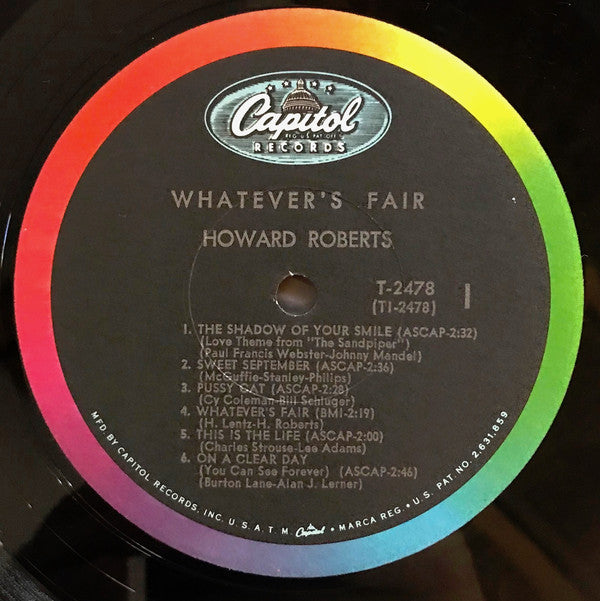 Capitol
REG. U.S. PAT. OFF.
RECORDS
WHATEVER'S FAIR
HOWARD ROBERTS
T-2478
(T1-2478)
1
1. THE SHADOW OF YOUR SMILE (ASCAP-2:32)
(Love Theme from "The Sandpiper")
(Paul Francis Webster-Johnny Mandel)
2. SWEET SEPTEMBER (ASCAP-2:36)
(McGuffie-Stanley-Philips)
3. PUSSY CAT (ASCAP-2:28)
(Cy Coleman-Bill Schluger)
4. WHATEVER'S FAIR (BMI-2:19)
(H. Lentz-H. Roberts)
5. THIS IS THE LIFE (ASCAP-2:00)
(Charles Strouse-Lee Adams)
6. ON A CLEAR DAY
(You Can See Forever) (ASCAP-2:46)
(Burton Lane-Alan J. Lerner)
MFD. BY CAPITOL RECORDS, INC. U.S.A. T.M. Capitol • MARCA REG. • U.S. PAT. NO. 2,631,859